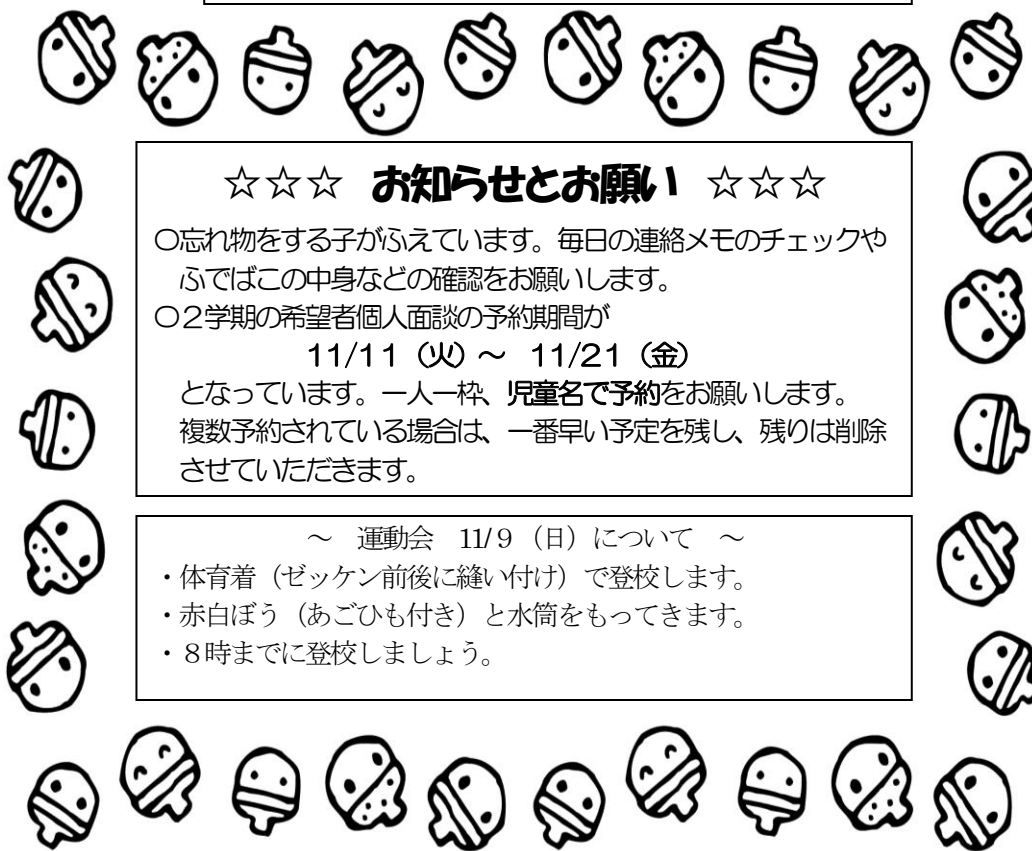 ☆☆☆ お知らせとお願い ☆☆☆
〇忘れ物をする子がふえています。毎日の連絡メモのチェックや
ふでばこの中身などの確認をお願いします。
〇2学期の希望者個人面談の予約期間が
11/11（火）～ 11/21（金）
となっています。一人一枠、児童名で予約をお願いします。
複数予約されている場合は、一番早い予定を残し、残りは削除
させていただきます。
～ 運動会 11/9（日）について ～
・体育着（ゼッケン前後に縫い付け）で登校します。
・赤白ぼう（あごひも付き）と水筒をもってきます。
・8時までに登校しましょう。